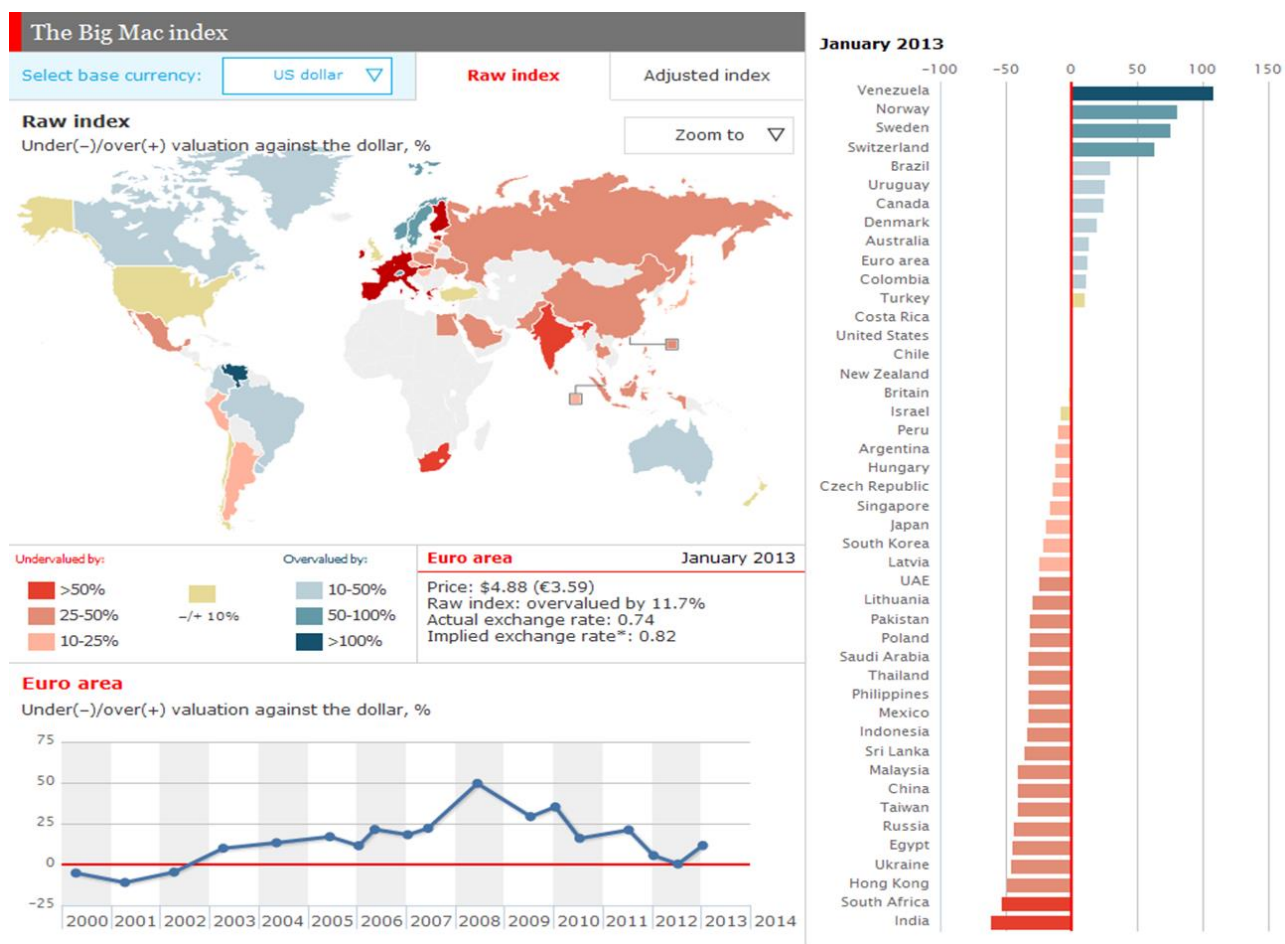 The Big Mac index
Select base currency:
US dollar
Raw index
Adjusted index
Raw index
Under(−)/over(+) valuation against the dollar, %
Zoom to
Undervalued by:
>50%
25-50%
10-25%
−/+ 10%
Overvalued by:
10-50%
50-100%
>100%
Euro area
January 2013
Price: $4.88 (€3.59)
Raw index: overvalued by 11.7%
Actual exchange rate: 0.74
Implied exchange rate*: 0.82
Euro area
Under(−)/over(+) valuation against the dollar, %
75
50
25
0
−25
2000 2001 2002 2003 2004 2005 2006 2007 2008 2009 2010 2011 2012 2013 2014
January 2013
−100 −50 0 50 100 150
Venezuela
Norway
Sweden
Switzerland
Brazil
Uruguay
Canada
Denmark
Australia
Euro area
Colombia
Turkey
Costa Rica
United States
Chile
New Zealand
Britain
Israel
Peru
Argentina
Hungary
Czech Republic
Singapore
Japan
South Korea
Latvia
UAE
Lithuania
Pakistan
Poland
Saudi Arabia
Thailand
Philippines
Mexico
Indonesia
Sri Lanka
Malaysia
China
Taiwan
Russia
Egypt
Ukraine
Hong Kong
South Africa
India